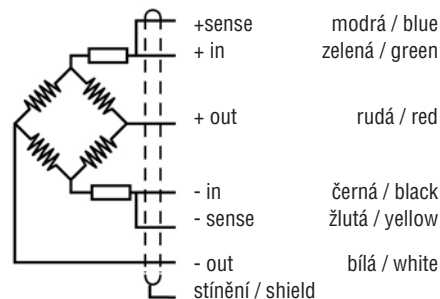 +sense modrá / blue
+ in zelená / green
+ out rudá / red
- in černá / black
- sense žlutá / yellow
- out bílá / white
stínění / shield